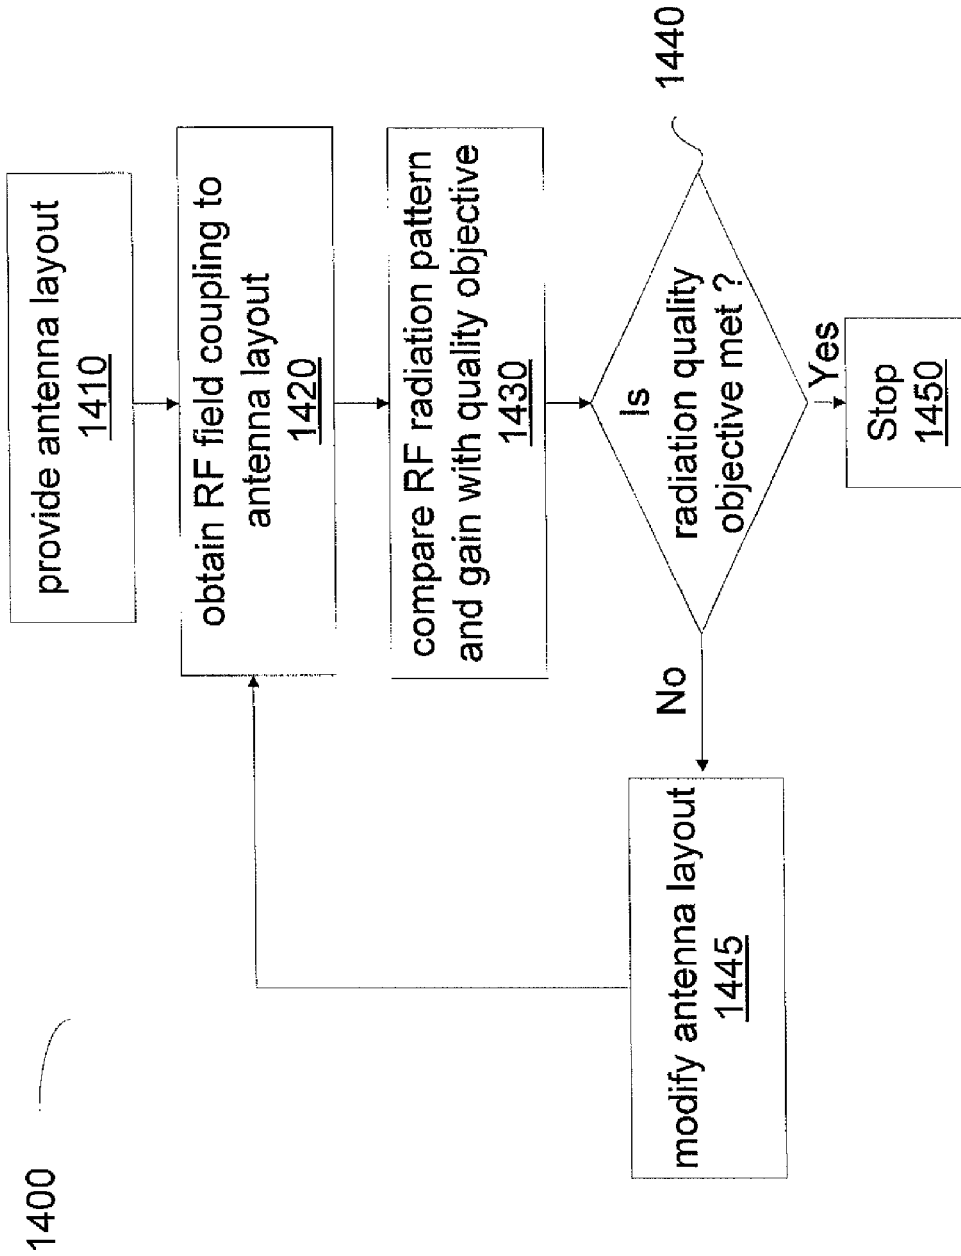 1400
provide antenna layout
1410
obtain RF field coupling to
antenna layout
1420
compare RF radiation pattern
and gain with quality objective
1430
1440
Is
radiation quality
objective met ?
No
Yes
modify antenna layout
1445
Stop
1450